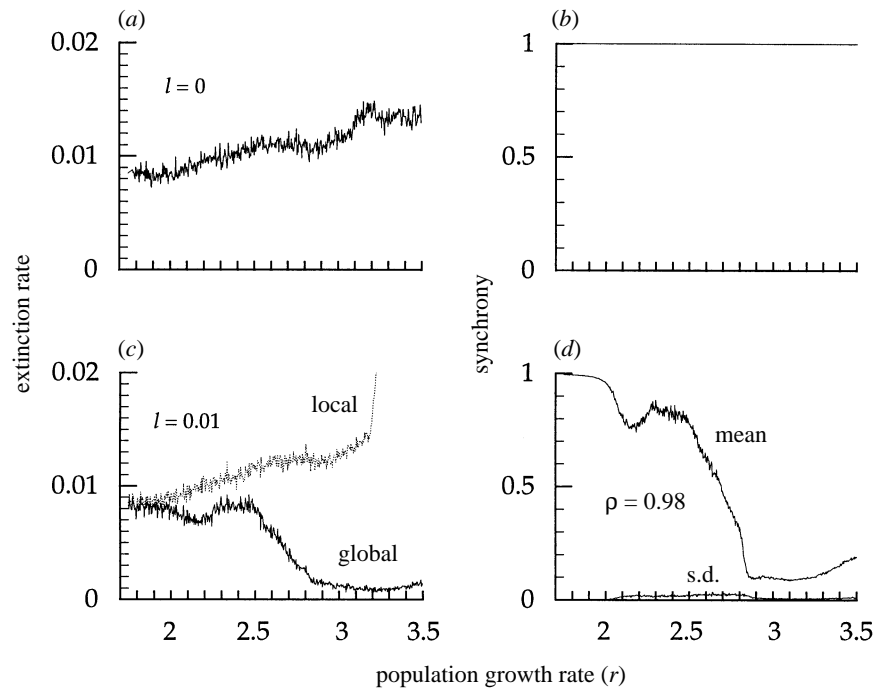 (a)
0.02
0.01
0
l = 0
(b)
1
0.5
0
extinction rate
synchrony
(c)
0.02
0.01
0
l = 0.01
local
global
2
2.5
3
3.5
(d)
1
0.5
0
mean
ρ = 0.98
s.d.
2
2.5
3
3.5
population growth rate (r)